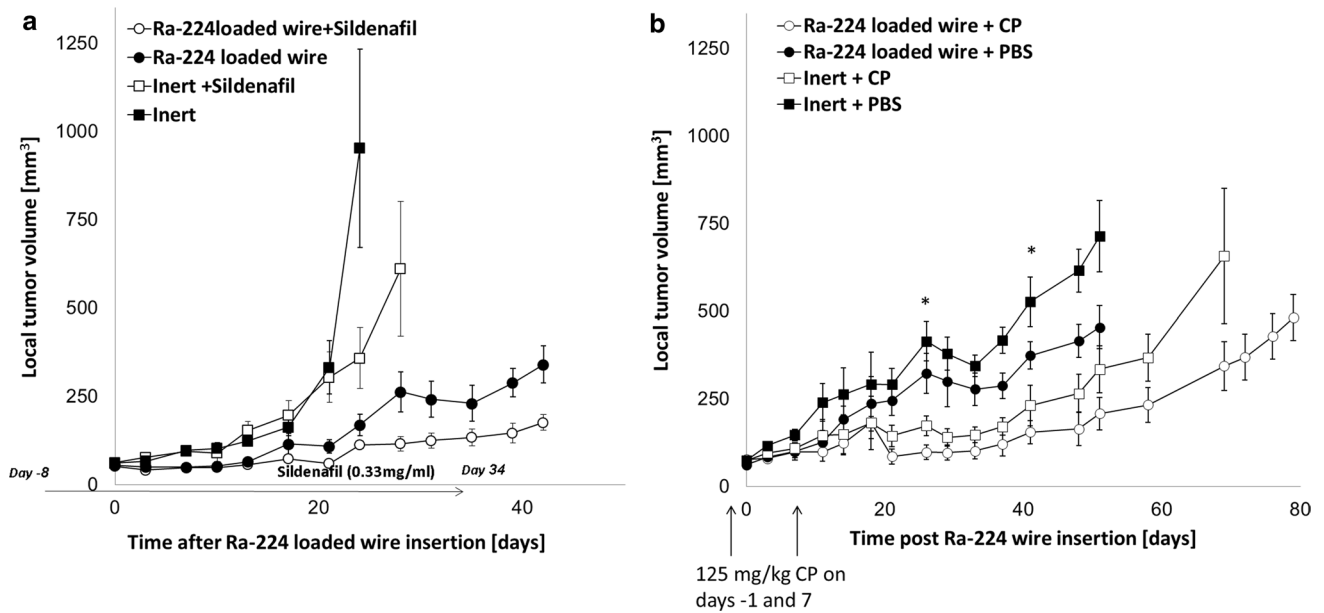 a
Ra-224loaded wire+Sildenafil
Ra-224 loaded wire
Inert +Sildenafil
Inert
1250
1000
750
500
250
0
Local tumor volume [mm³]
Day -8
Sildenafil (0.33mg/ml)
Day 34
0
20
40
Time after Ra-224 loaded wire insertion [days]
b
Ra-224 loaded wire + CP
Ra-224 loaded wire + PBS
Inert + CP
Inert + PBS
1250
1000
750
500
250
0
Local tumor volume [mm³]
*
*
0
20
40
60
80
Time post Ra-224 wire insertion [days]
125 mg/kg CP on
days -1 and 7